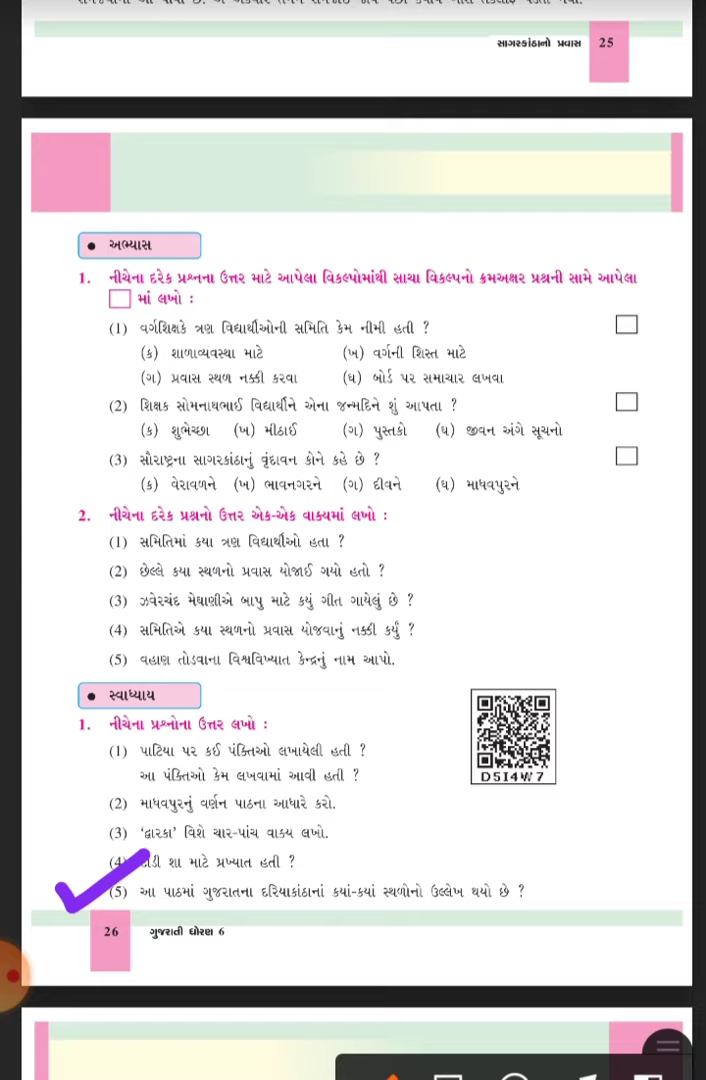 સાગરકાંઠાનો પ્રવાસ 25
• અભ્યાસ
1. નીચેના દરેક પ્રશ્નના ઉત્તર માટે આપેલા વિકલ્પોમાંથી સાચા વિકલ્પનો ક્રમઅક્ષર પ્રશ્નની સામે આપેલા
માં લખો :
(1) વર્ગશિક્ષકે ત્રણ વિદ્યાર્થીઓની સમિતિ કેમ નીમી હતી ?
(ક) શાળાવ્યવસ્થા માટે (ખ) વર્ગની શિસ્ત માટે
(ગ) પ્રવાસ સ્થળ નક્કી કરવા (ઘ) બોર્ડ પર સમાચાર લખવા
(2) શિક્ષક સોમનાથભાઈ વિદ્યાર્થીને એના જન્મદિને શું આપતા ?
(ક) શુભેચ્છા (ખ) મીઠાઈ (ગ) પુસ્તકો (ઘ) જીવન અંગે સૂચનો
(3) સૌરાષ્ટ્રના સાગરકાંઠાનું વૃંદાવન કોને કહે છે ?
(ક) વેરાવળને (ખ) ભાવનગરને (ગ) દીવને (ઘ) માધવપુરને
2. નીચેના દરેક પ્રશ્નનો ઉત્તર એક-એક વાક્યમાં લખો :
(1) સમિતિમાં કયા ત્રણ વિદ્યાર્થીઓ હતા ?
(2) છેલ્લે કયા સ્થળનો પ્રવાસ યોજાઈ ગયો હતો ?
(3) ઝવેરચંદ મેઘાણીએ બાપુ માટે કયું ગીત ગાયેલું છે ?
(4) સમિતિએ કયા સ્થળનો પ્રવાસ યોજવાનું નક્કી કર્યું ?
(5) વહાણ તોડવાના વિશ્વવિખ્યાત કેન્દ્રનું નામ આપો.
• સ્વાધ્યાય
1. નીચેના પ્રશ્નોના ઉત્તર લખો :
(1) પાટિયા પર કઈ પંક્તિઓ લખાયેલી હતી ?
આ પંક્તિઓ કેમ લખવામાં આવી હતી ?
D5I4W7
(2) માધવપુરનું વર્ણન પાઠના આધારે કરો.
(3) ‘દ્વારકા’ વિશે ચાર-પાંચ વાક્ય લખો.
(4) શા માટે પ્રખ્યાત હતી ?
(5) આ પાઠમાં ગુજરાતના દરિયાકાંઠાનાં કયાં-કયાં સ્થળોનો ઉલ્લેખ થયો છે ?
26 ગુજરાતી ધોરણ 6